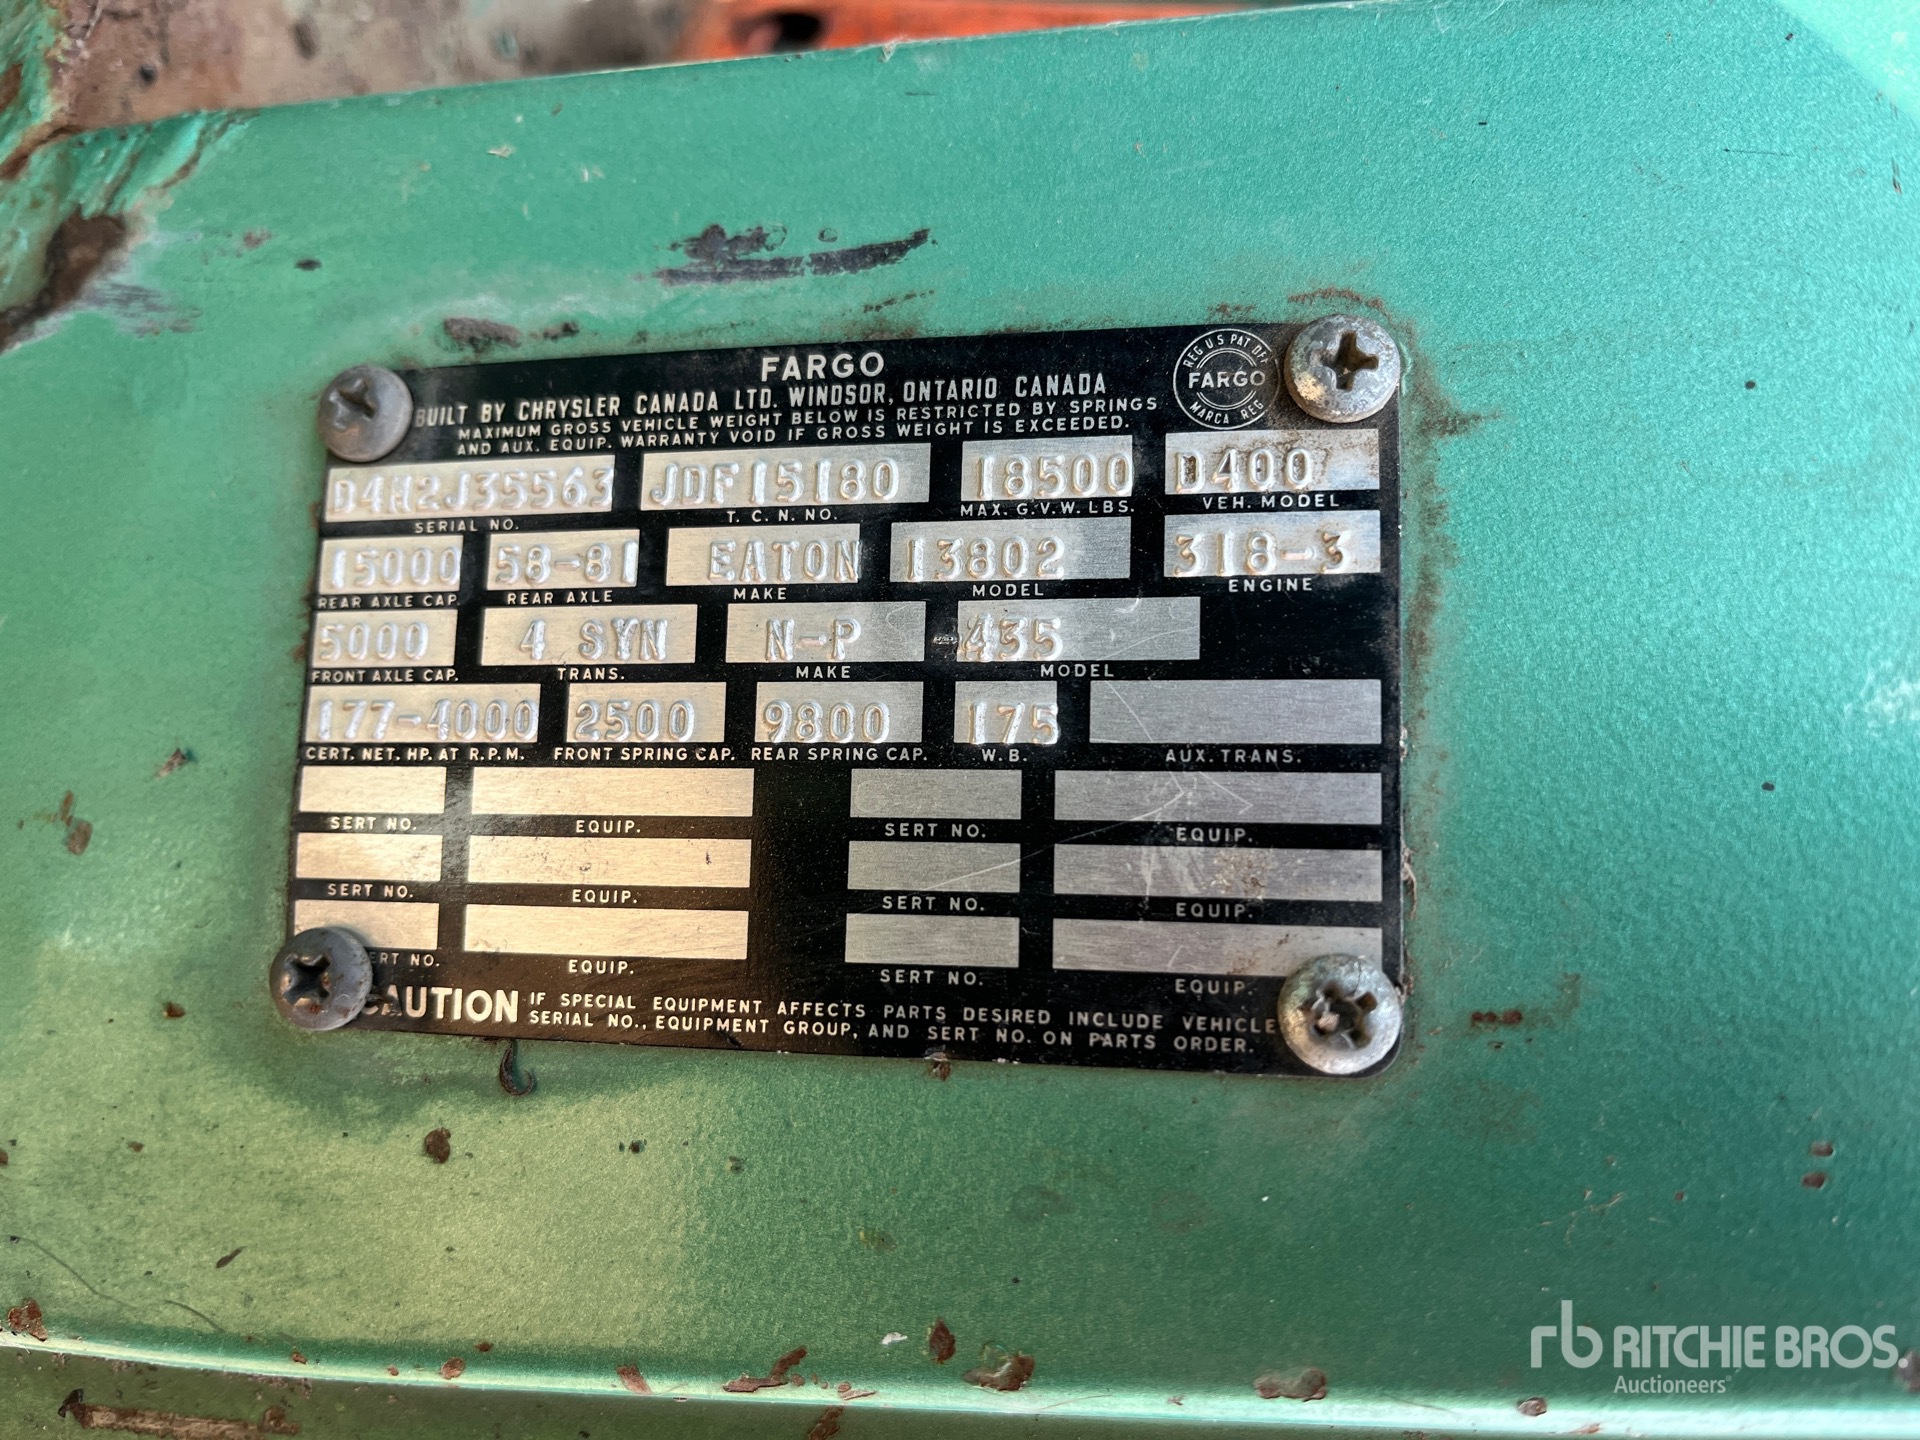 FARGO
BUILT BY CHRYSLER CANADA LTD. WINDSOR, ONTARIO CANADA
MAXIMUM GROSS VEHICLE WEIGHT BELOW IS RESTRICTED BY SPRINGS
AND AUX. EQUIP. WARRANTY VOID IF GROSS WEIGHT IS EXCEEDED.
REG US PAT OFF
FARGO
MARCA REG
D4H2J35563 JDF15180 18500 D400
SERIAL NO. T. C. N. NO. MAX. G.V.W. LBS. VEH. MODEL
15000 58-81 EATON 13802 318-3
REAR AXLE CAP. REAR AXLE MAKE MODEL ENGINE
5000 4 SYN N-P 435
FRONT AXLE CAP. TRANS. MAKE MODEL
177-4000 2500 9800 175
CERT. NET. HP. AT R.P.M. FRONT SPRING CAP. REAR SPRING CAP. W.B. AUX. TRANS.
SERT NO. EQUIP. SERT NO. EQUIP.
SERT NO. EQUIP. SERT NO. EQUIP.
ERT NO. EQUIP. SERT NO. EQUIP.
CAUTION IF SPECIAL EQUIPMENT AFFECTS PARTS DESIRED INCLUDE VEHICLE
SERIAL NO., EQUIPMENT GROUP, AND SERT NO. ON PARTS ORDER.
rb RITCHIE BROS.
Auctioneers